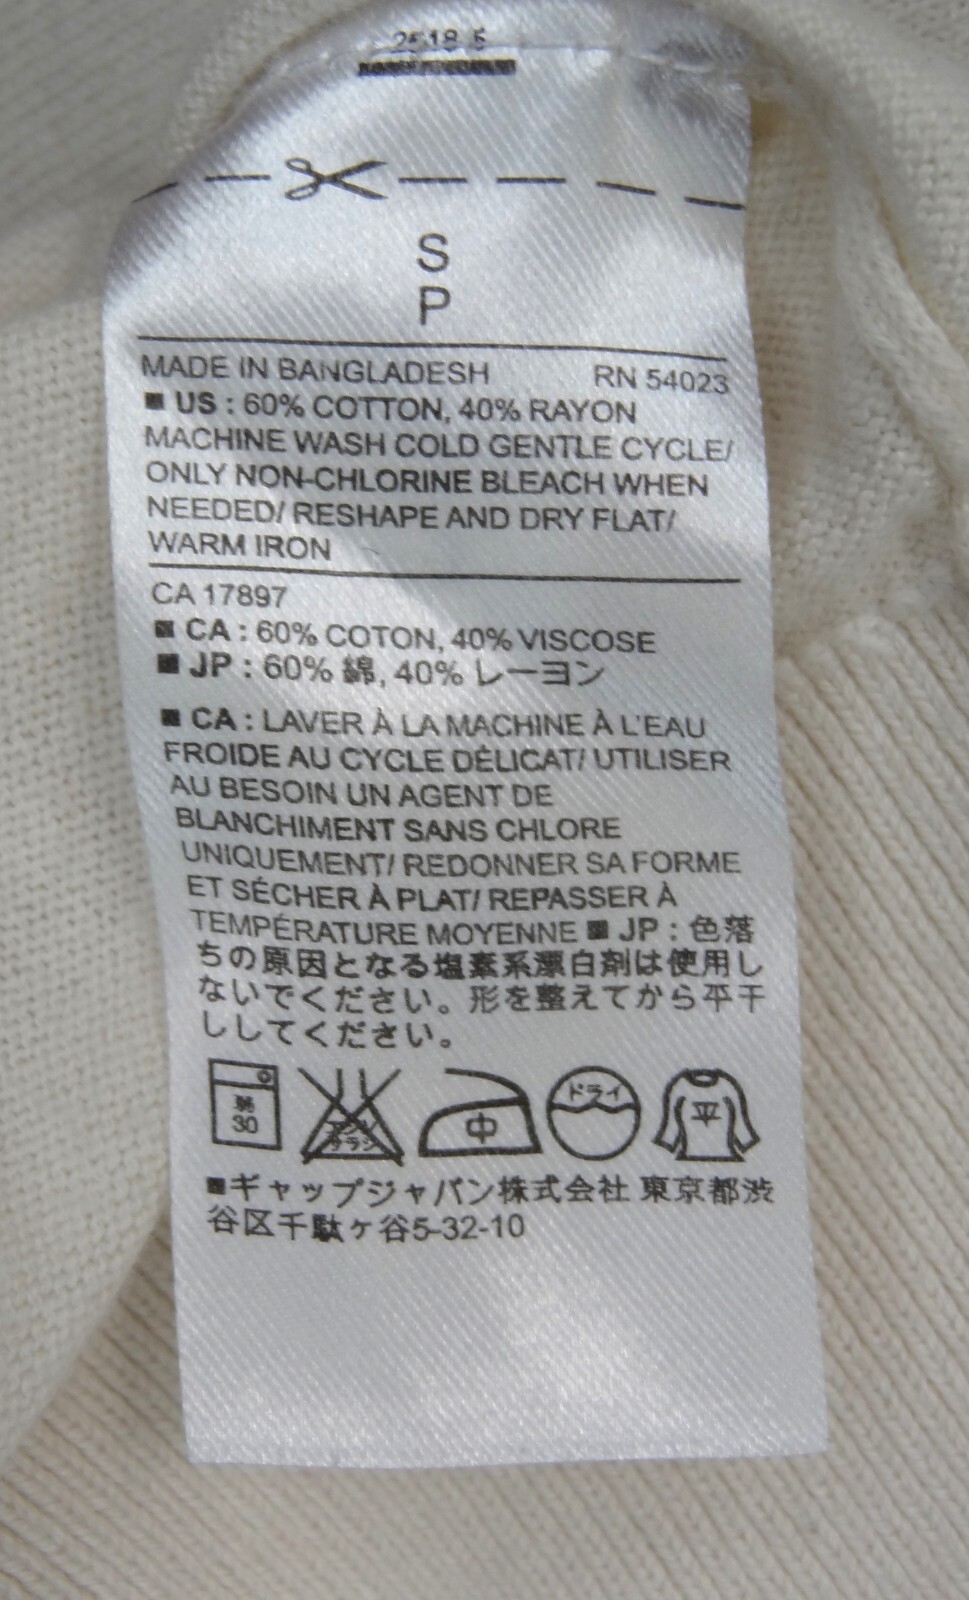 S
P
MADE IN BANGLADESH RN 54023
■ US : 60% COTTON, 40% RAYON
MACHINE WASH COLD GENTLE CYCLE/
ONLY NON-CHLORINE BLEACH WHEN
NEEDED/ RESHAPE AND DRY FLAT/
WARM IRON
CA 17897
■ CA : 60% COTON, 40% VISCOSE
■ JP : 60% 綿, 40% レーヨン
■ CA : LAVER À LA MACHINE À L'EAU
FROIDE AU CYCLE DÉLICAT/ UTILISER
AU BESOIN UN AGENT DE
BLANCHIMENT SANS CHLORE
UNIQUEMENT/ REDONNER SA FORME
ET SÉCHER À PLAT/ REPASSER À
TEMPÉRATURE MOYENNE ■ JP : 色落
ちの原因となる塩素系漂白剤は使用し
ないでください。形を整えてから平干
ししてください。
弱
30
エンソ
サラシ
中
ドライ
平
■ギャップジャパン株式会社 東京都渋
谷区千駄ヶ谷5-32-10